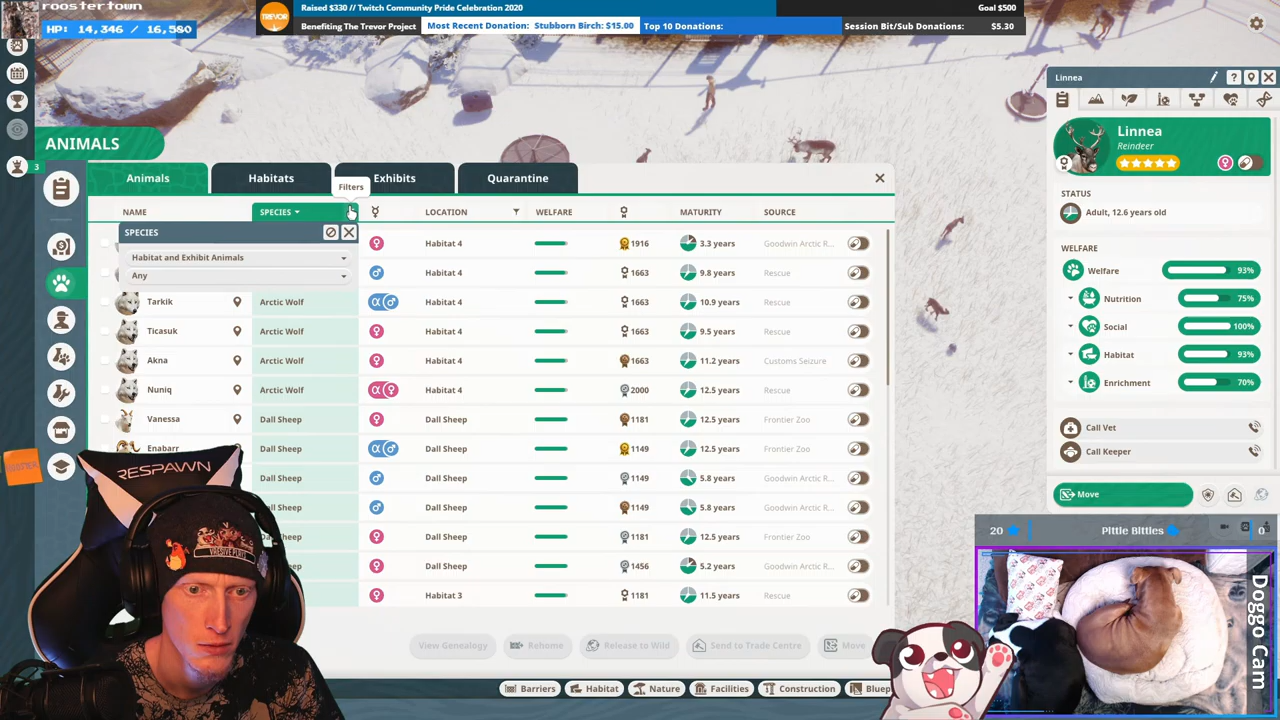 roostertown
HP: 14,346 / 16,500
Raised $330 // Twitch Community Pride Celebration 2020
Goal $500
TREVOR
Benefiting The Trevor Project
Most Recent Donation: Stubborn Birch: $15.00
Top 10 Donations:
Session Bit/Sub Donations: $5.30
3
ANIMALS
Animals
Habitats
Exhibits
Quarantine
Filters
NAME
SPECIES
LOCATION
WELFARE
MATURITY
SOURCE
SPECIES
Habitat and Exhibit Animals
Any
Habitat 4
1916
3.3 years
Goodwin Arctic R...
Habitat 4
1663
9.8 years
Rescue
Tarkik
Arctic Wolf
Habitat 4
1663
10.9 years
Rescue
Ticasuk
Arctic Wolf
Habitat 4
1663
9.5 years
Rescue
Akna
Arctic Wolf
Habitat 4
1663
11.2 years
Customs Seizure
Nuniq
Arctic Wolf
Habitat 4
2000
12.5 years
Rescue
Vanessa
Dall Sheep
Dall Sheep
1181
12.5 years
Frontier Zoo
Enabarr
Dall Sheep
Dall Sheep
1149
12.5 years
Frontier Zoo
Dall Sheep
Dall Sheep
1149
5.8 years
Goodwin Arctic R...
Dall Sheep
Dall Sheep
1149
5.8 years
Goodwin Arctic R...
Dall Sheep
Dall Sheep
1181
12.5 years
Frontier Zoo
Dall Sheep
Dall Sheep
1456
5.2 years
Goodwin Arctic R...
Habitat 3
1181
11.5 years
Rescue
View Genealogy
Rehome
Release to Wild
Send to Trade Centre
Move
Barriers
Habitat
Nature
Facilities
Construction
Bluep
Linnea
Linnea
Reindeer
STATUS
Adult, 12.6 years old
WELFARE
Welfare
93%
Nutrition
75%
Social
100%
Habitat
93%
Enrichment
70%
Call Vet
Call Keeper
Move
20
Pittie Bitties
0
Doggo Cam
RESPAWN